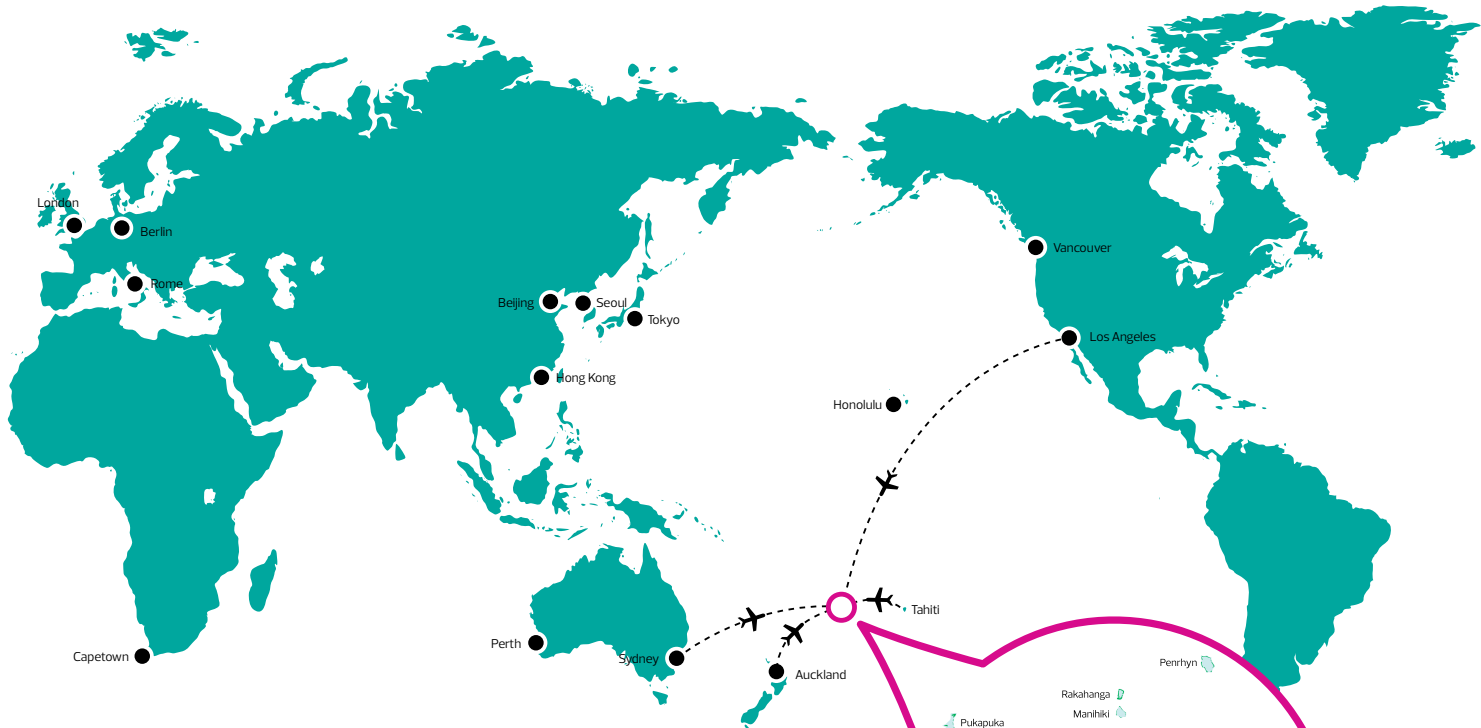 London
Berlin
Vancouver
Rome
Beijing
Seoul
Tokyo
Los Angeles
Hong Kong
Honolulu
Tahiti
Perth
Capetown
Sydney
Auckland
Penrhyn
Rakahanga
Manihiki
Pukapuka